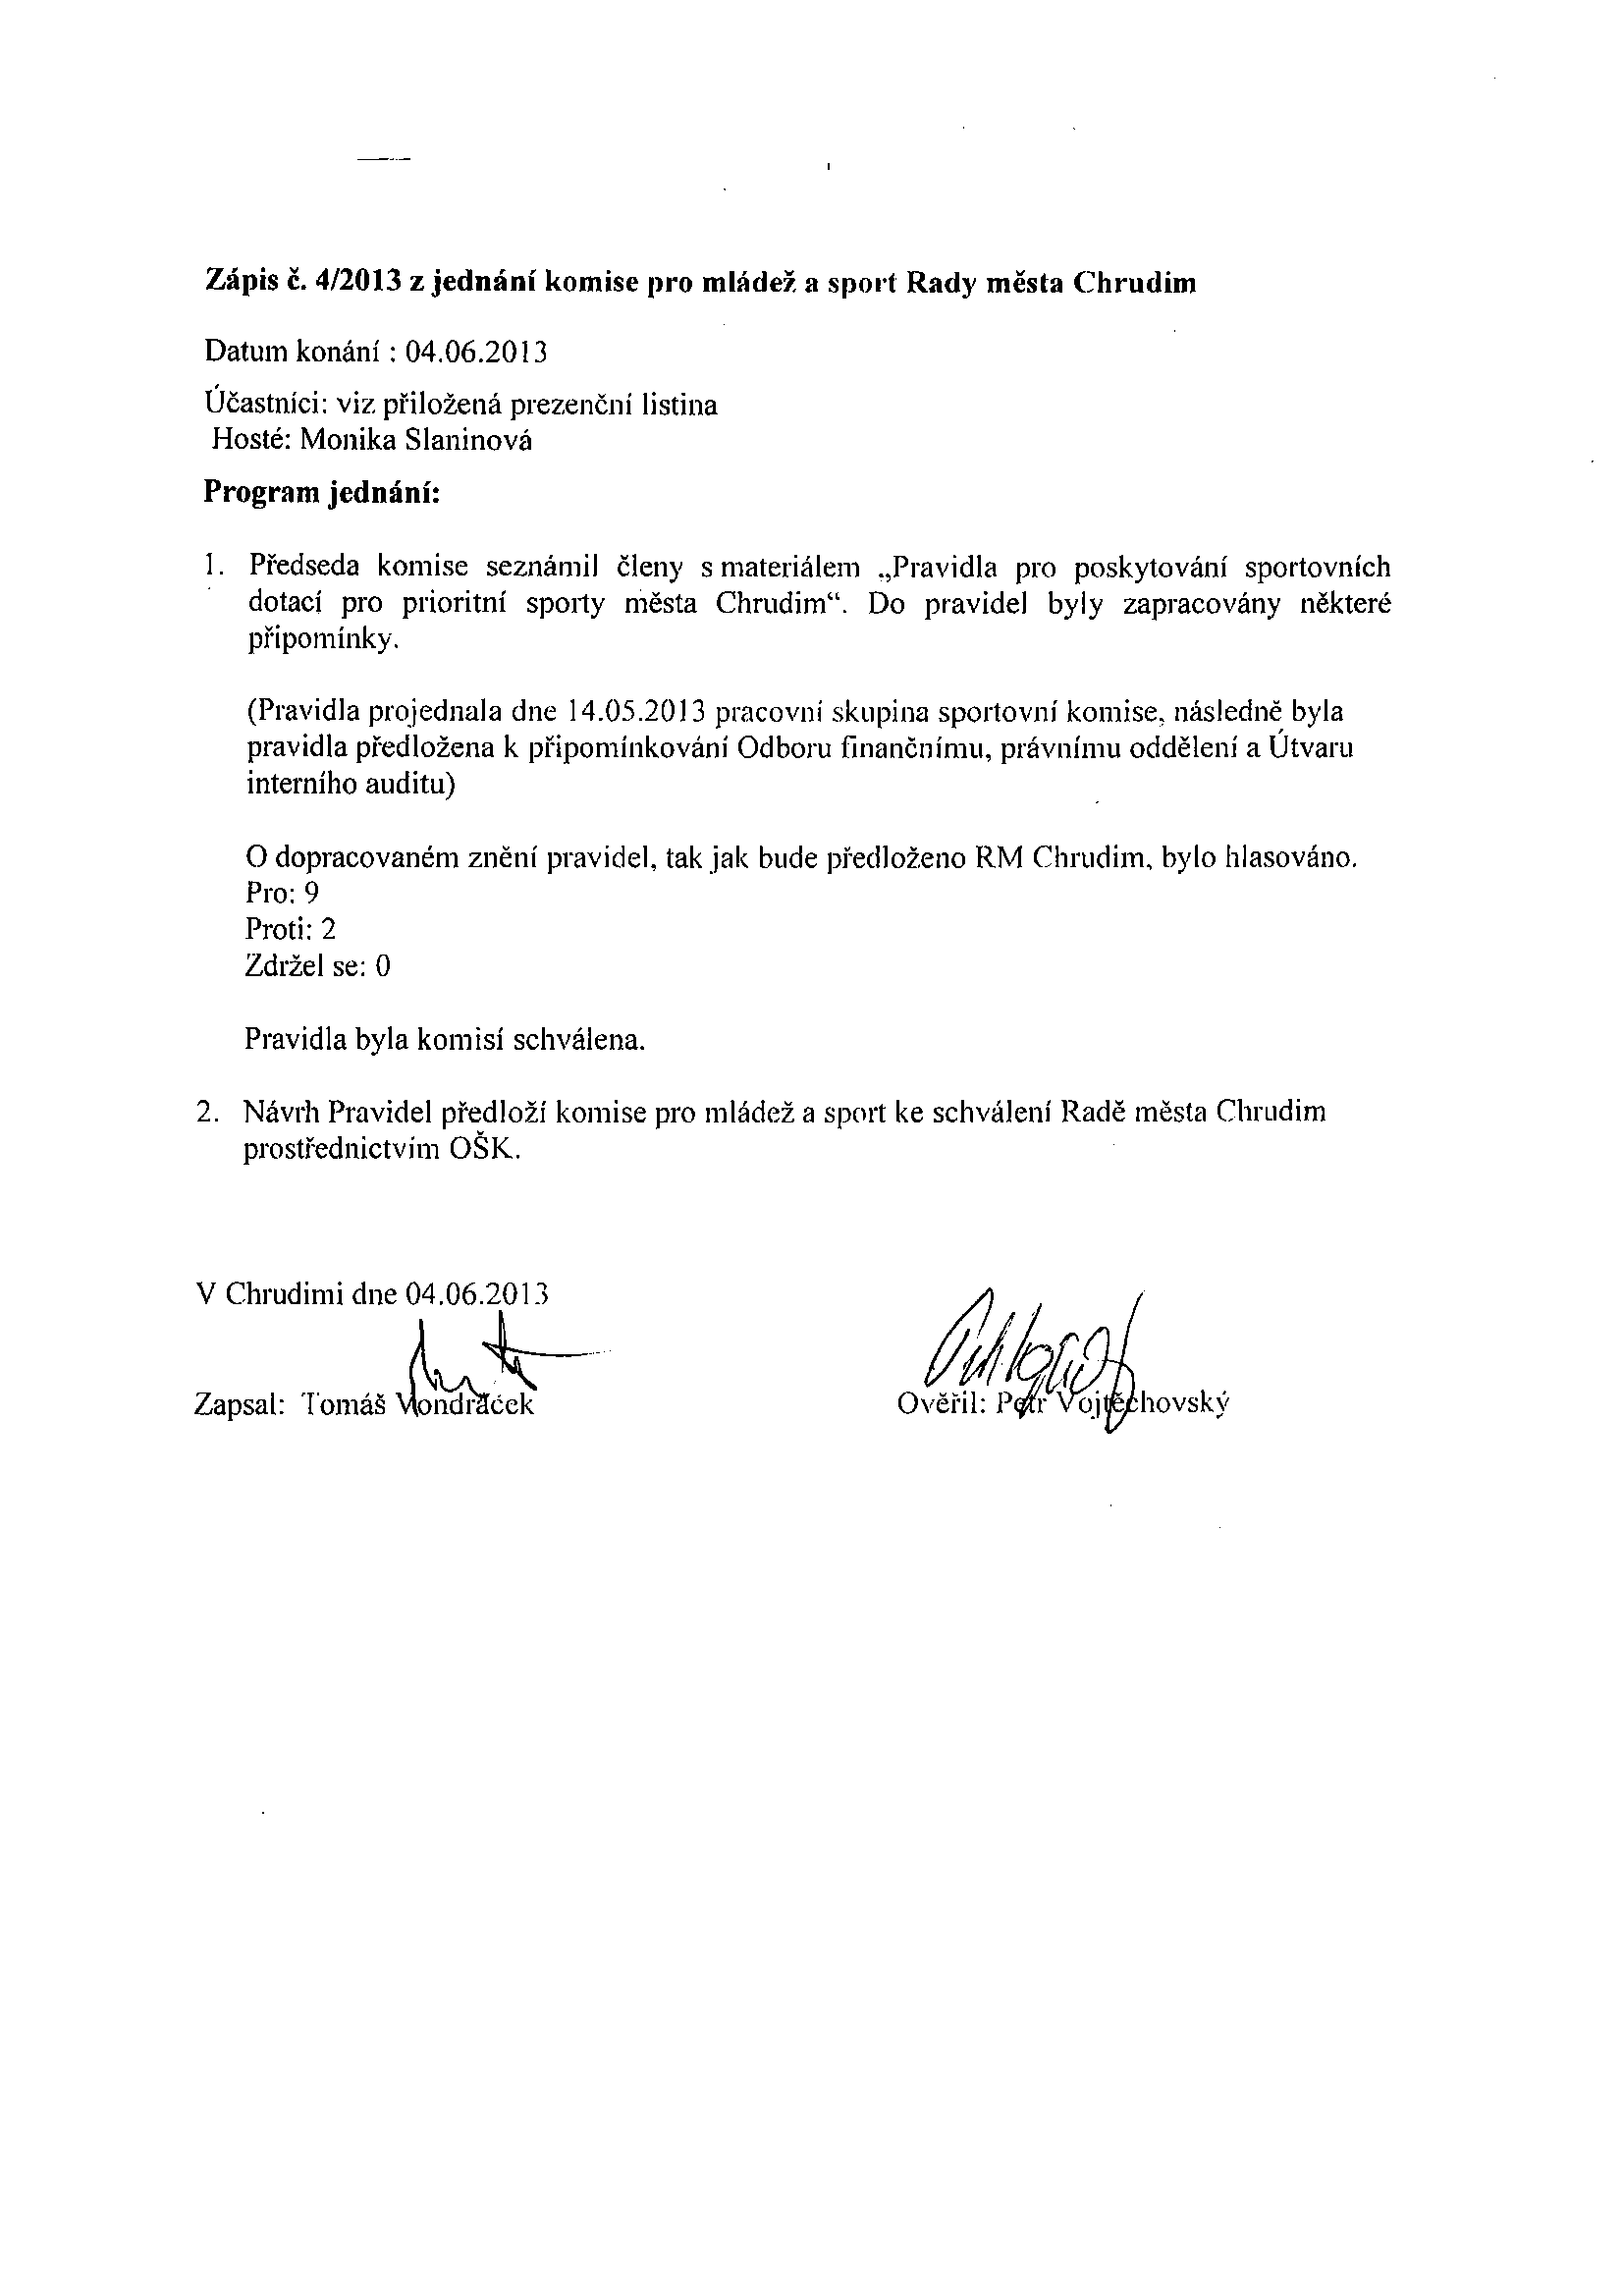 Zápis č. 4/2013 z jednání komise pro mládež a sport Rady města Chrudim
Datum konání : 04.06.2013
Účastníci: viz přiložená prezenční listina
Hosté: Monika Slaninová
Program jednání:
1. Předseda komise seznámil členy s materiálem „Pravidla pro poskytování sportovních
dotací pro prioritní sporty města Chrudim“. Do pravidel byly zapracovány některé
připomínky.
(Pravidla projednala dne 14.05.2013 pracovní skupina sportovní komise, následně byla
pravidla předložena k připomínkování Odboru finančnímu, právnímu oddělení a Útvaru
interního auditu)
O dopracovaném znění pravidel, tak jak bude předloženo RM Chrudim, bylo hlasováno.
Pro: 9
Proti: 2
Zdržel se: 0
Pravidla byla komisí schválena.
2. Návrh Pravidel předloží komise pro mládež a sport ke schválení Radě města Chrudim
prostřednictvím OŠK.
V Chrudimi dne 04.06.2013
Zapsal: Tomáš Vondráček
Ověřil: Petr Vojtěchovský